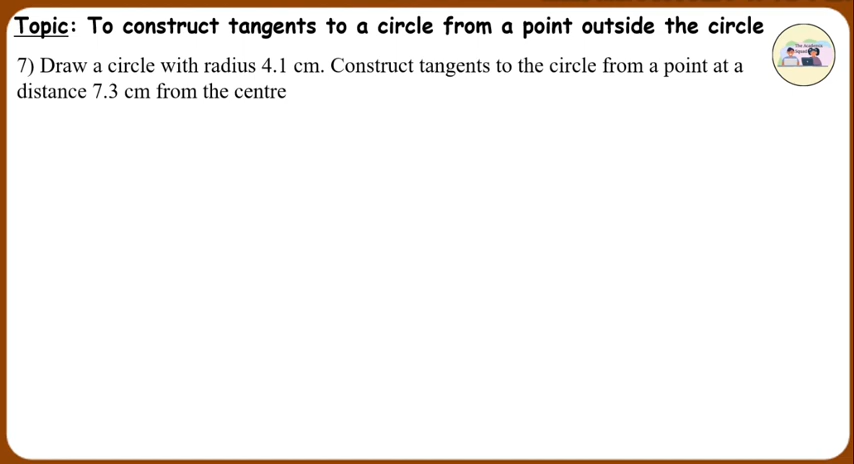 Topic: To construct tangents to a circle from a point outside the circle
7) Draw a circle with radius 4.1 cm. Construct tangents to the circle from a point at a
distance 7.3 cm from the centre